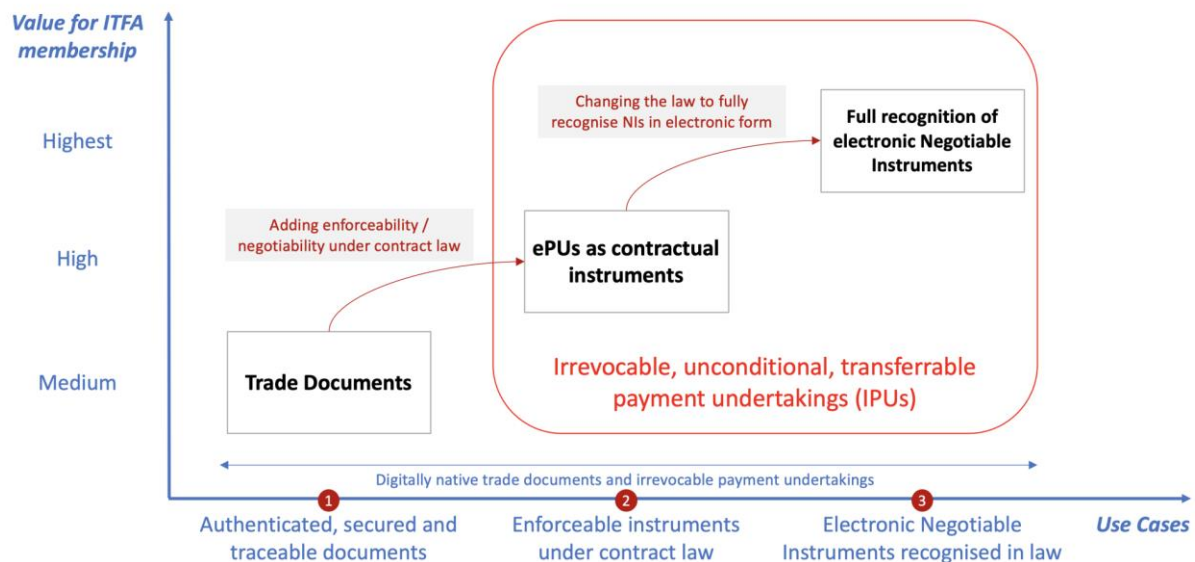 Value for ITFA
membership
Highest
High
Medium
Changing the law to fully
recognise NIs in electronic form
Full recognition of
electronic Negotiable
Instruments
Adding enforceability /
negotiability under contract law
ePUs as contractual
instruments
Trade Documents
Irrevocable, unconditional, transferrable
payment undertakings (IPUs)
Digitally native trade documents and irrevocable payment undertakings
1
2
3
Authenticated, secured and
traceable documents
Enforceable instruments
under contract law
Electronic Negotiable
Instruments recognised in law
Use Cases